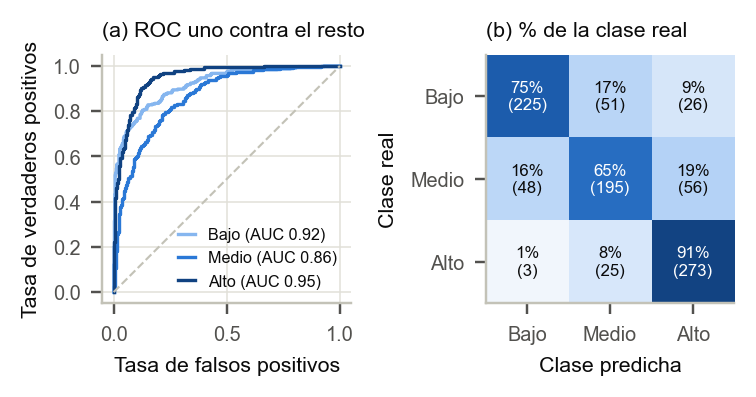 (a) ROC uno contra el resto
Tasa de verdaderos positivos
1.0
0.8
0.6
0.4
0.2
0.0
Bajo (AUC 0.92)
Medio (AUC 0.86)
Alto (AUC 0.95)
0.0 0.5 1.0
Tasa de falsos positivos
(b) % de la clase real
Clase real
Bajo 75% 17% 9%
(225) (51) (26)
Medio 16% 65% 19%
(48) (195) (56)
Alto 1% 8% 91%
(3) (25) (273)
Bajo Medio Alto
Clase predicha